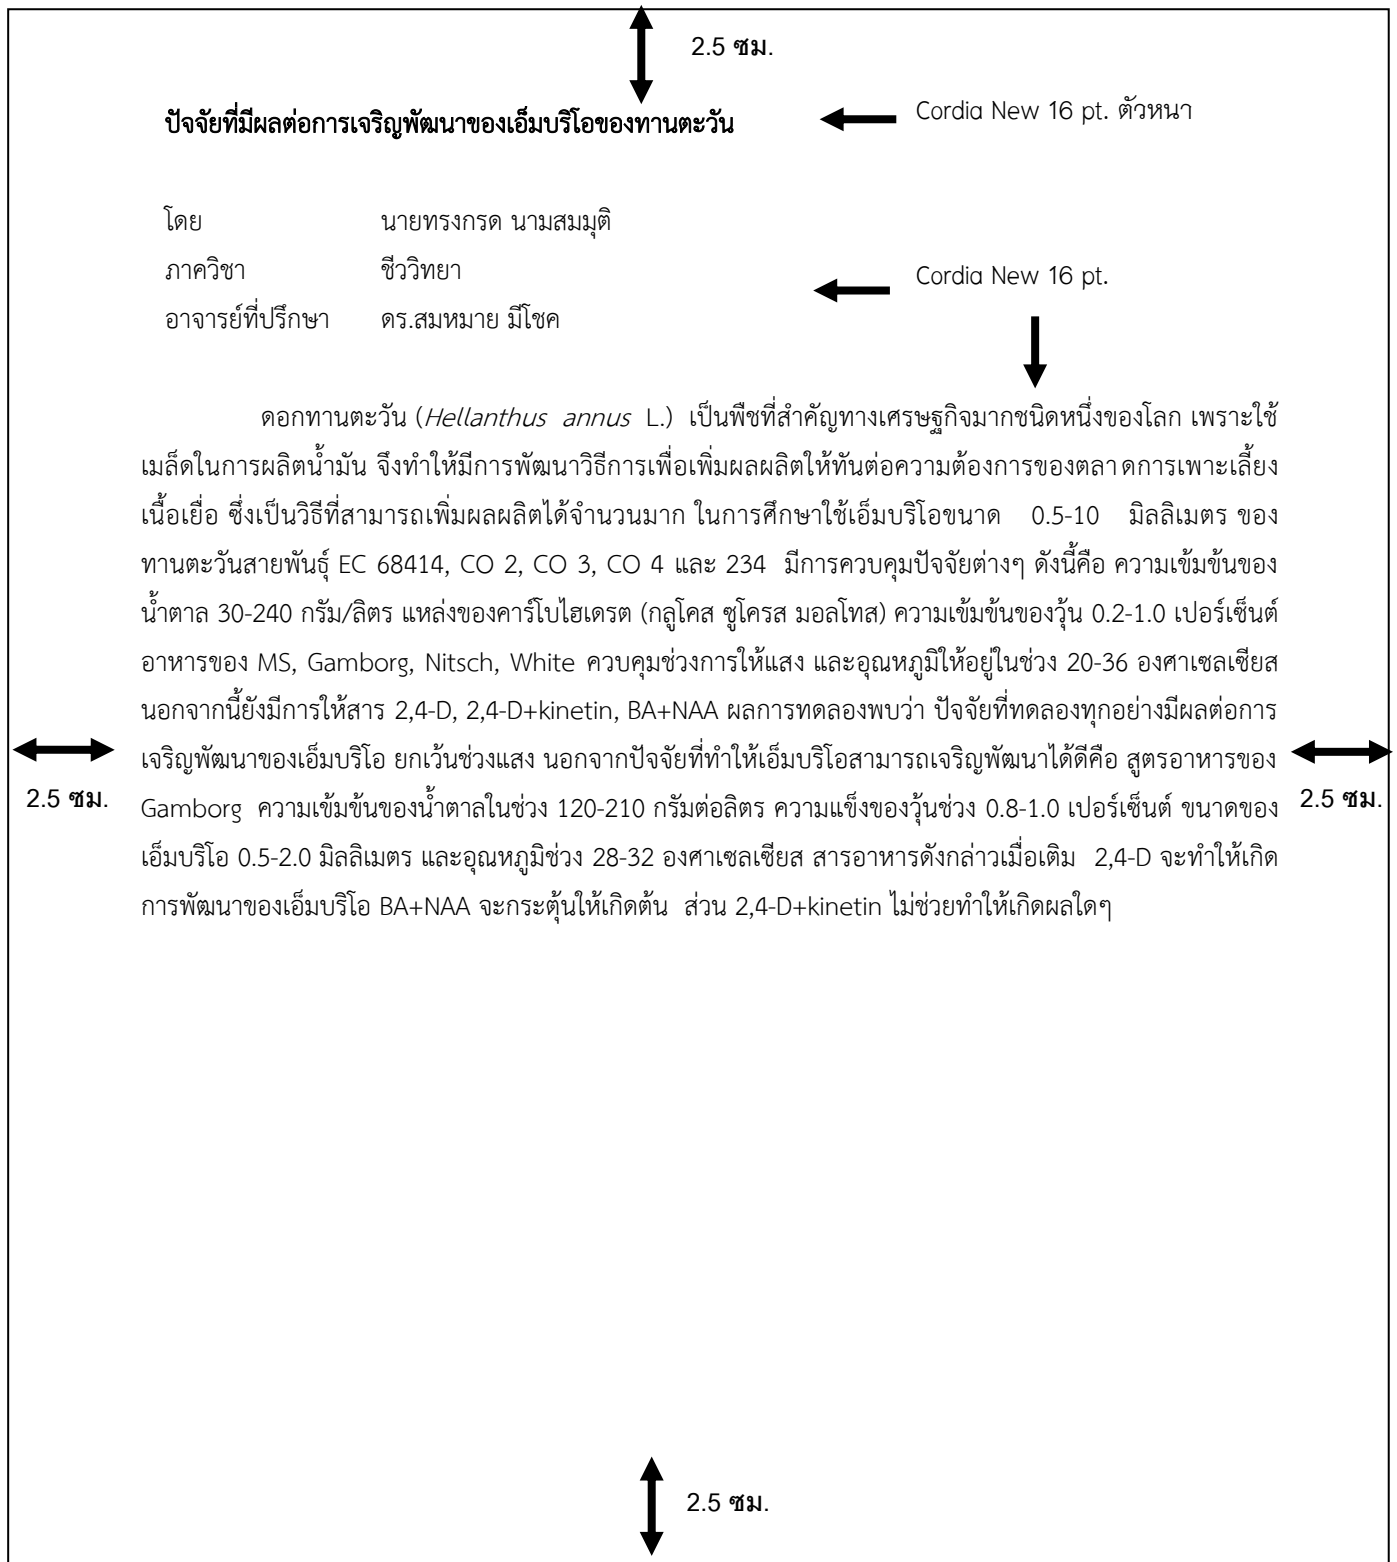 2.5 ซม.
ปัจจัยที่มีผลต่อการเจริญพัฒนาของเอ็มบริโอของทานตะวัน
Cordia New 16 pt. ตัวหนา
โดย นายทรงกรด นามสมมุติ
ภาควิชา ชีววิทยา
Cordia New 16 pt.
อาจารย์ที่ปรึกษา ดร.สมหมาย มีโชค
ดอกทานตะวัน (Hellanthus annus L.) เป็นพืชที่สำคัญทางเศรษฐกิจมากชนิดหนึ่งของโลก เพราะใช้
เมล็ดในการผลิตน้ำมัน จึงทำให้มีการพัฒนาวิธีการเพื่อเพิ่มผลผลิตให้ทันต่อความต้องการของตลาดการเพาะเลี้ยง
เนื้อเยื่อ ซึ่งเป็นวิธีที่สามารถเพิ่มผลผลิตได้จำนวนมาก ในการศึกษาใช้เอ็มบริโอขนาด 0.5-10 มิลลิเมตร ของ
ทานตะวันสายพันธุ์ EC 68414, CO 2, CO 3, CO 4 และ 234 มีการควบคุมปัจจัยต่างๆ ดังนี้คือ ความเข้มข้นของ
น้ำตาล 30-240 กรัม/ลิตร แหล่งของคาร์โบไฮเดรต (กลูโคส ซูโครส มอลโทส) ความเข้มข้นของวุ้น 0.2-1.0 เปอร์เซ็นต์
อาหารของ MS, Gamborg, Nitsch, White ควบคุมช่วงการให้แสง และอุณหภูมิให้อยู่ในช่วง 20-36 องศาเซลเซียส
นอกจากนี้ยังมีการให้สาร 2,4-D, 2,4-D+kinetin, BA+NAA ผลการทดลองพบว่า ปัจจัยที่ทดลองทุกอย่างมีผลต่อการ
เจริญพัฒนาของเอ็มบริโอ ยกเว้นช่วงแสง นอกจากปัจจัยที่ทำให้เอ็มบริโอสามารถเจริญพัฒนาได้ดีคือ สูตรอาหารของ
2.5 ซม.
Gamborg ความเข้มข้นของน้ำตาลในช่วง 120-210 กรัมต่อลิตร ความแข็งของวุ้นช่วง 0.8-1.0 เปอร์เซ็นต์ ขนาดของ
2.5 ซม.
เอ็มบริโอ 0.5-2.0 มิลลิเมตร และอุณหภูมิช่วง 28-32 องศาเซลเซียส สารอาหารดังกล่าวเมื่อเติม 2,4-D จะทำให้เกิด
การพัฒนาของเอ็มบริโอ BA+NAA จะกระตุ้นให้เกิดต้น ส่วน 2,4-D+kinetin ไม่ช่วยทำให้เกิดผลใดๆ
2.5 ซม.